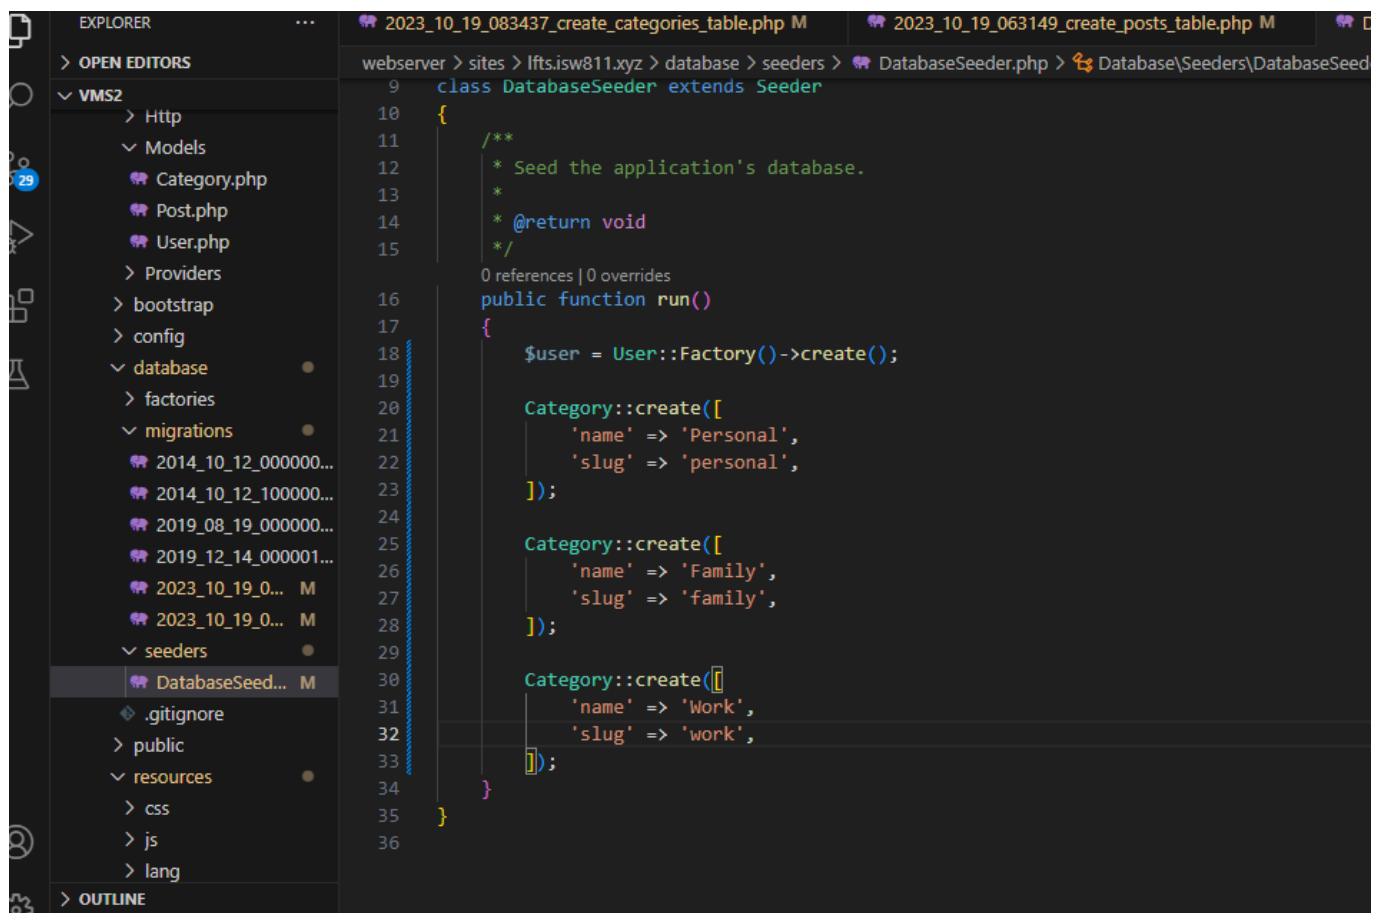 EXPLORER ...
2023_10_19_083437_create_categories_table.php M
2023_10_19_063149_create_posts_table.php M
OPEN EDITORS
webserver > sites > lfts.isw811.xyz > database > seeders > DatabaseSeeder.php > Database\Seeders\DatabaseSeed
VMS2
Http
Models
Category.php
Post.php
User.php
Providers
bootstrap
config
database
factories
migrations
2014_10_12_000000...
2014_10_12_100000...
2019_08_19_000000...
2019_12_14_000001...
2023_10_19_0... M
2023_10_19_0... M
seeders
DatabaseSeed... M
.gitignore
public
resources
css
js
lang
OUTLINE
29
9 class DatabaseSeeder extends Seeder
10 {
11 /**
12 * Seed the application's database.
13 *
14 * @return void
15 */
0 references | 0 overrides
16 public function run()
17 {
18 $user = User::Factory()->create();
19
20 Category::create([
21 'name' => 'Personal',
22 'slug' => 'personal',
23 ]);
24
25 Category::create([
26 'name' => 'Family',
27 'slug' => 'family',
28 ]);
29
30 Category::create([
31 'name' => 'Work',
32 'slug' => 'work',
33 ]);
34 }
35 }
36